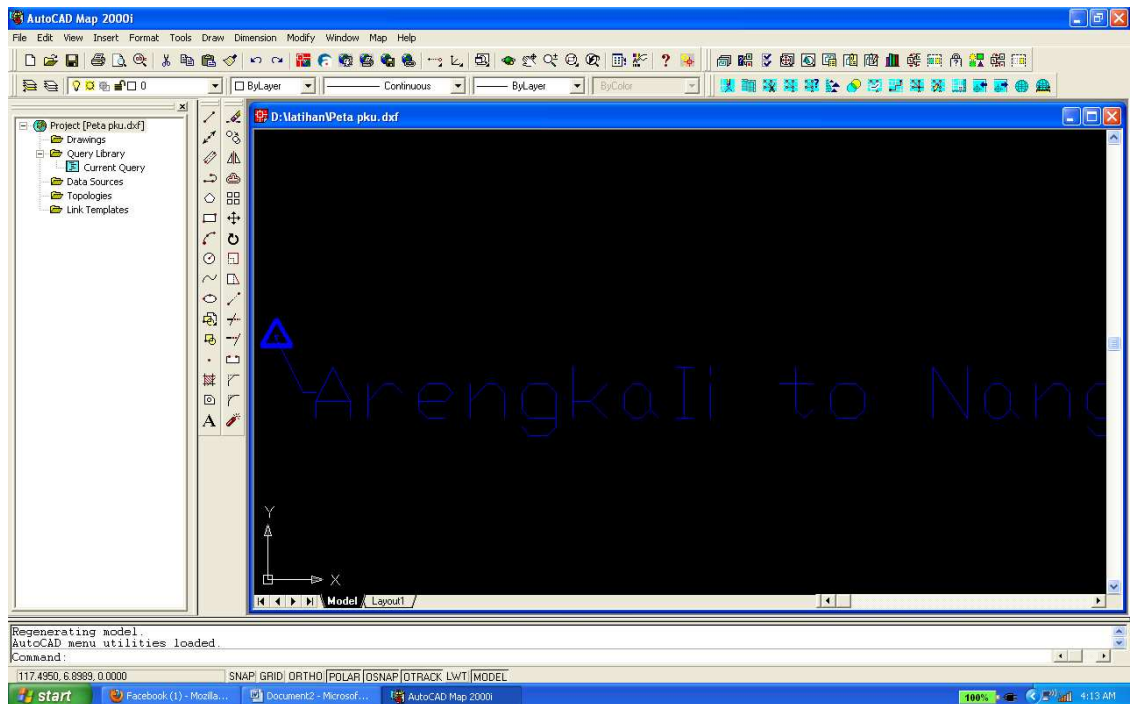 AutoCAD Map 2000i
File Edit View Insert Format Tools Draw Dimension Modify Window Map Help
0 ByLayer Continuous ByLayer ByColor
D:\latihan\Peta pku.dxf
Project [Peta pku.dxf]
Drawings
Query Library
Current Query
Data Sources
Topologies
Link Templates
A
ArengkaIi to Nang
Y
X
Model Layout1
Regenerating model.
AutoCAD menu utilities loaded.
Command:
117.4950, 6.8989, 0.0000 SNAP GRID ORTHO POLAR OSNAP OTRACK LWT MODEL
start Facebook (1) - Mozilla... Document2 - Microsof... AutoCAD Map 2000i 100% 4:13 AM